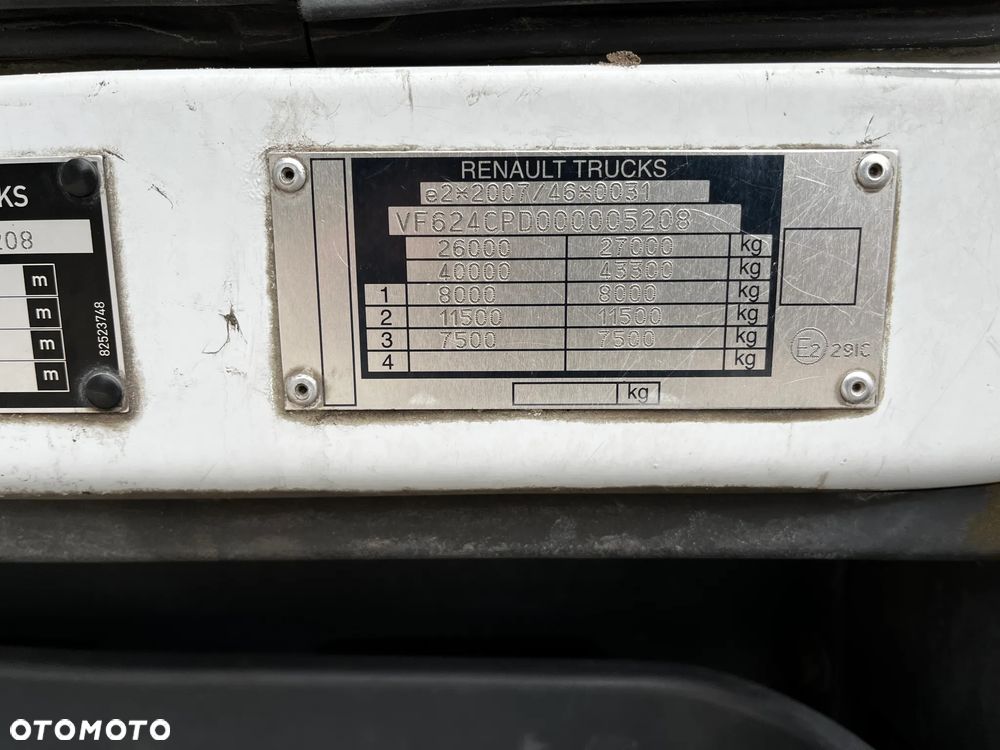 KS
208
m
m
m
m
82523748
RENAULT TRUCKS
e2*2007/46*0031
VF624CPD000005208
26000 27000 kg
40000 43300 kg
1 8000 8000 kg
2 11500 11500 kg
3 7500 7500 kg
4 kg
kg
E2 291C
OTOMOTO